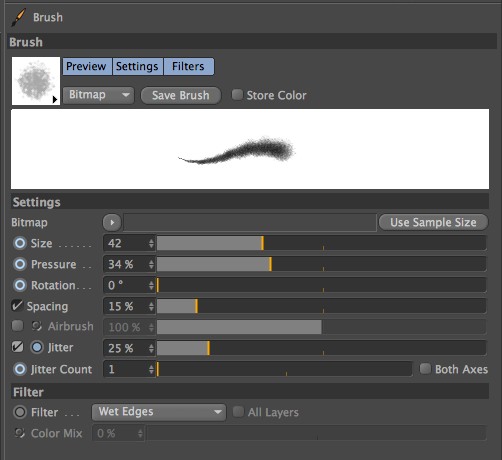 Brush
Brush
Preview Settings Filters
Bitmap Save Brush Store Color
Settings
Bitmap Use Sample Size
Size . . . . . . 42
Pressure . . 34 %
Rotation . . . 0 °
Spacing 15 %
Airbrush 100 %
Jitter 25 %
Jitter Count 1 Both Axes
Filter
Filter . . . Wet Edges All Layers
Color Mix 0 %